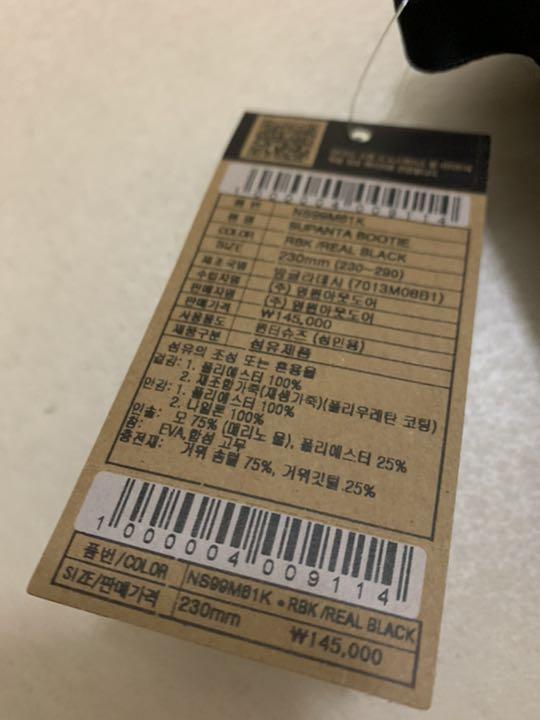 1000004009114
품 번 NS99M61K
품 명 SUPANTA BOOTIE
COLOR RBK /REAL BLACK
SIZE 230mm (230~290)
제조국명 방글라데시 (7013M0BB1)
수입자명 (주) 영원아웃도어
판매자명 (주) 영원아웃도어
판매가격 ₩145,000
사용용도 윈터슈즈 (성인용)
제품구분 섬유제품
섬유의 조성 또는 혼용율
겉감: 1. 폴리에스터 100%
2. 재조합가죽(재생가죽)(폴리우레탄 코팅)
안감: 1. 폴리에스터 100%
2. 나일론 100%
인솔: 모 75% (메리노 울), 폴리에스터 25%
창: EVA,합성 고무
충전재: 거위 솜털 75%, 거위깃털 25%
1000004009114
품번/COLOR NS99M61K • RBK /REAL BLACK
SIZE/판매가격 230mm ₩145,000